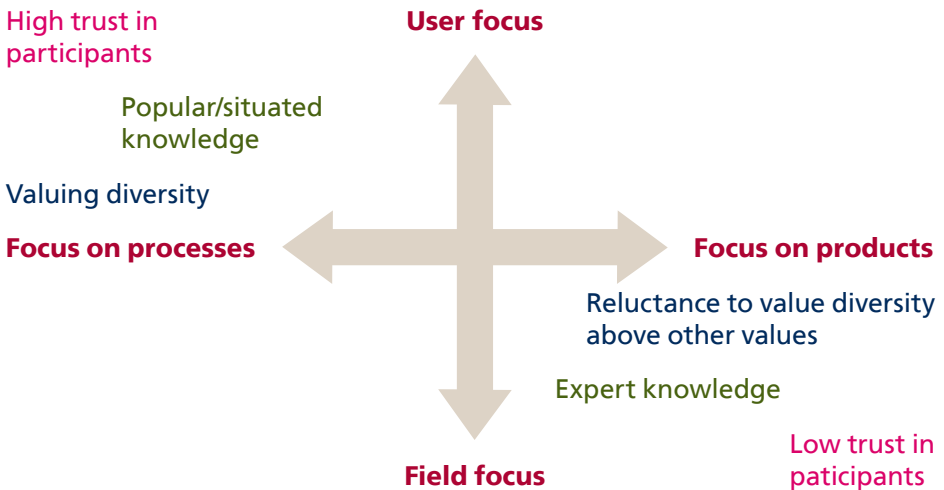 High trust in
participants
User focus
Popular/situated
knowledge
Valuing diversity
Focus on processes
Focus on products
Reluctance to value diversity
above other values
Expert knowledge
Low trust in
paticipants
Field focus